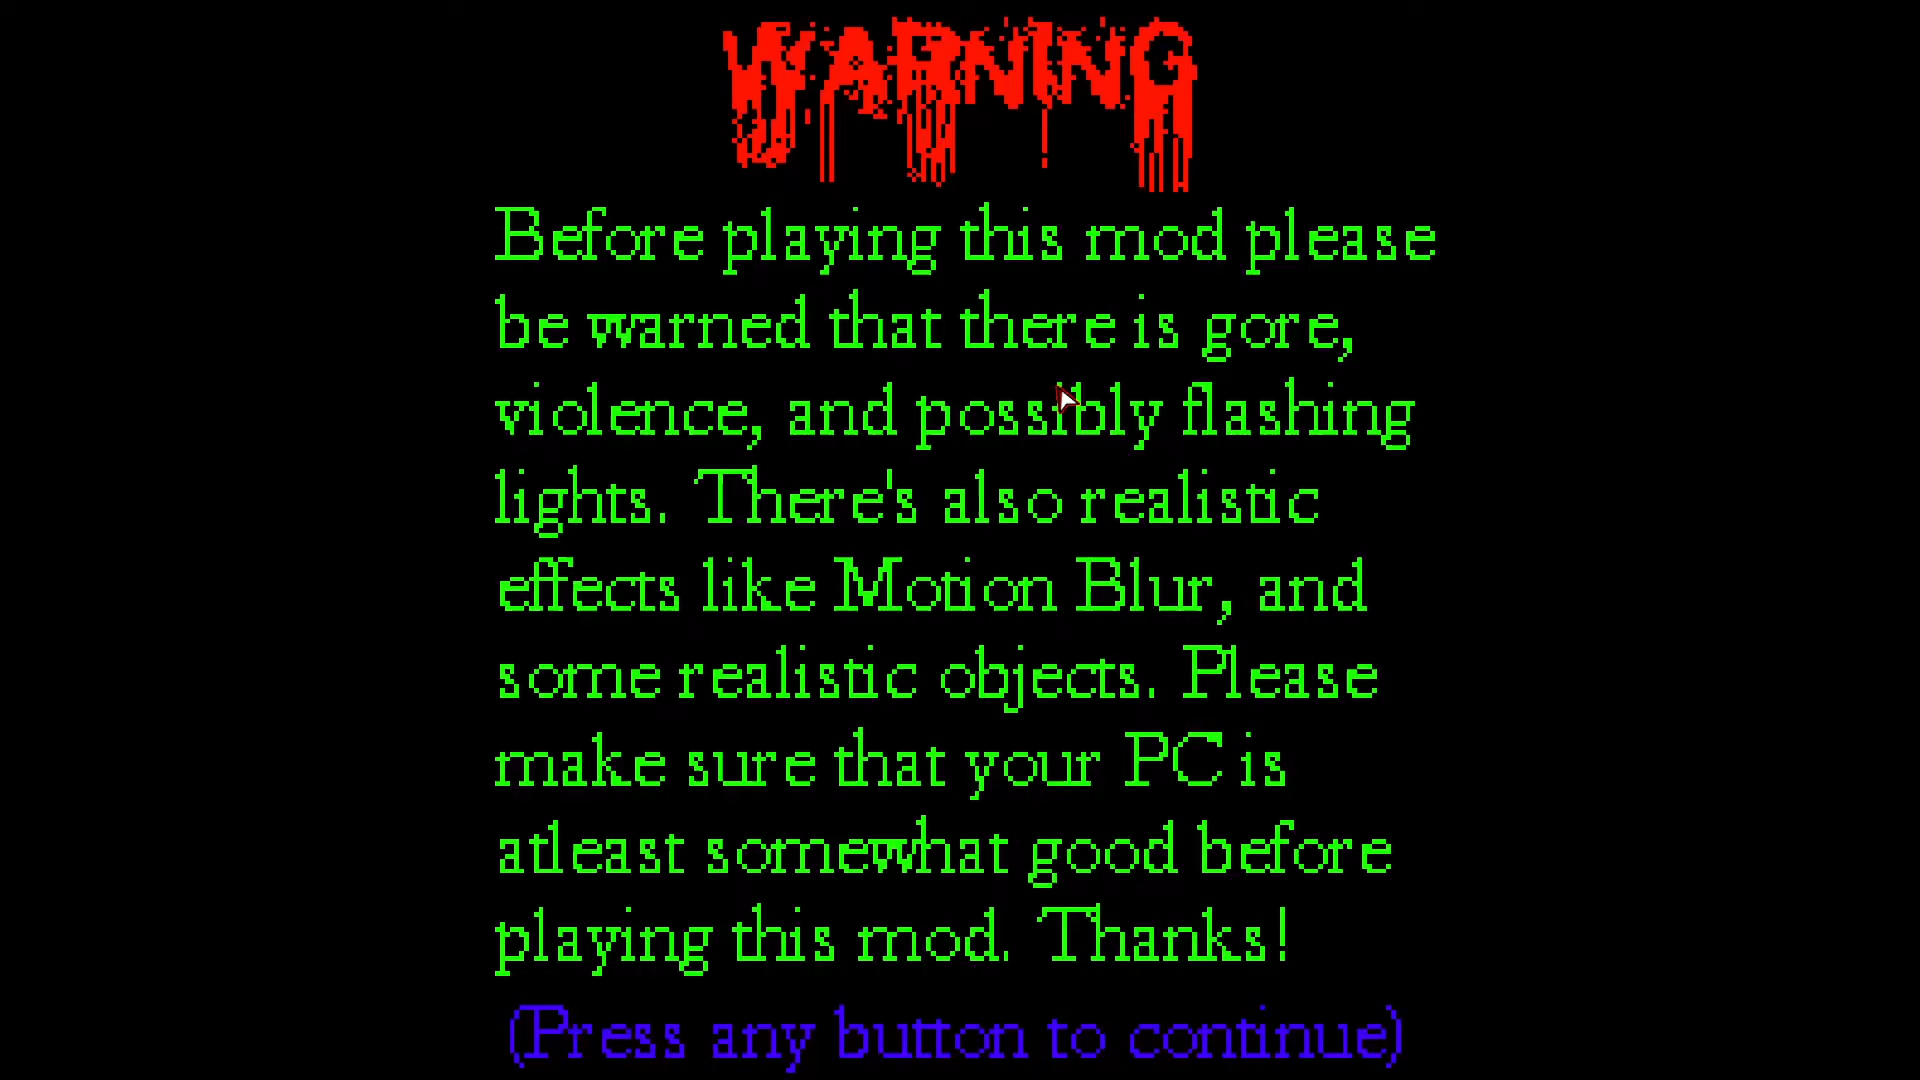 WARNING
Before playing this mod please
be warned that there is gore,
violence, and possibly flashing
lights. There's also realistic
effects like Motion Blur, and
some realistic objects. Please
make sure that your PC is
atleast somewhat good before
playing this mod. Thanks!
(Press any button to continue)